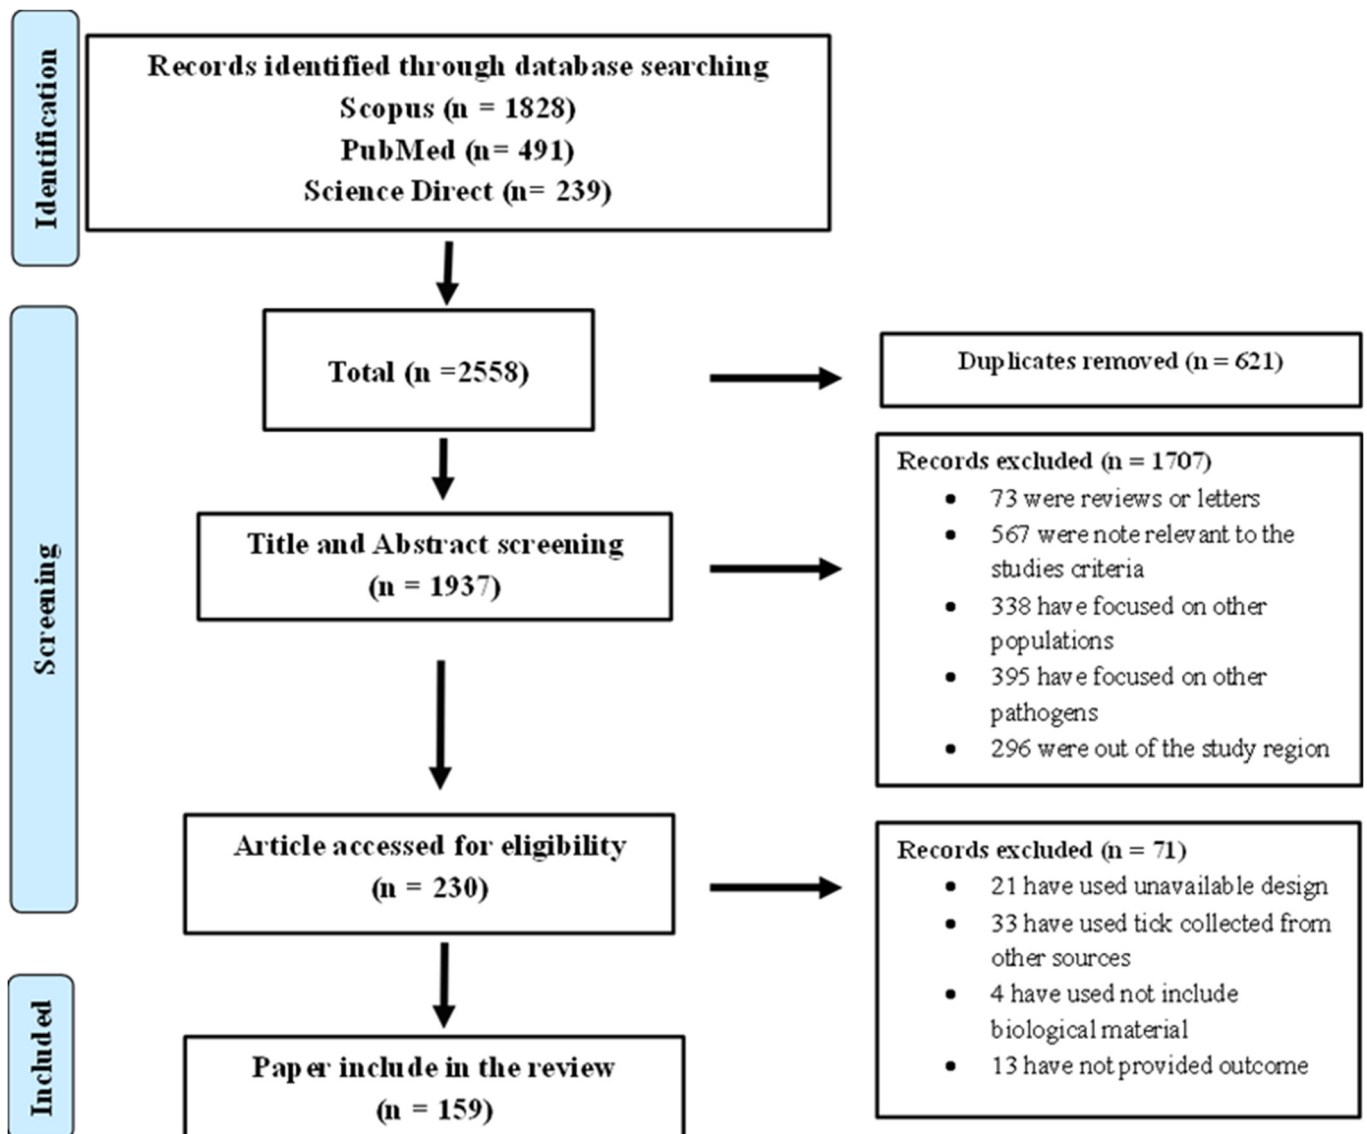 Identification
Records identified through database searching
Scopus (n = 1828)
PubMed (n= 491)
Science Direct (n= 239)
Screening
Total (n =2558)
Duplicates removed (n = 621)
Title and Abstract screening
(n = 1937)
Records excluded (n = 1707)
• 73 were reviews or letters
• 567 were note relevant to the
studies criteria
• 338 have focused on other
populations
• 395 have focused on other
pathogens
• 296 were out of the study region
Article accessed for eligibility
(n = 230)
Records excluded (n = 71)
• 21 have used unavailable design
• 33 have used tick collected from
other sources
• 4 have used not include
biological material
• 13 have not provided outcome
Included
Paper include in the review
(n = 159)